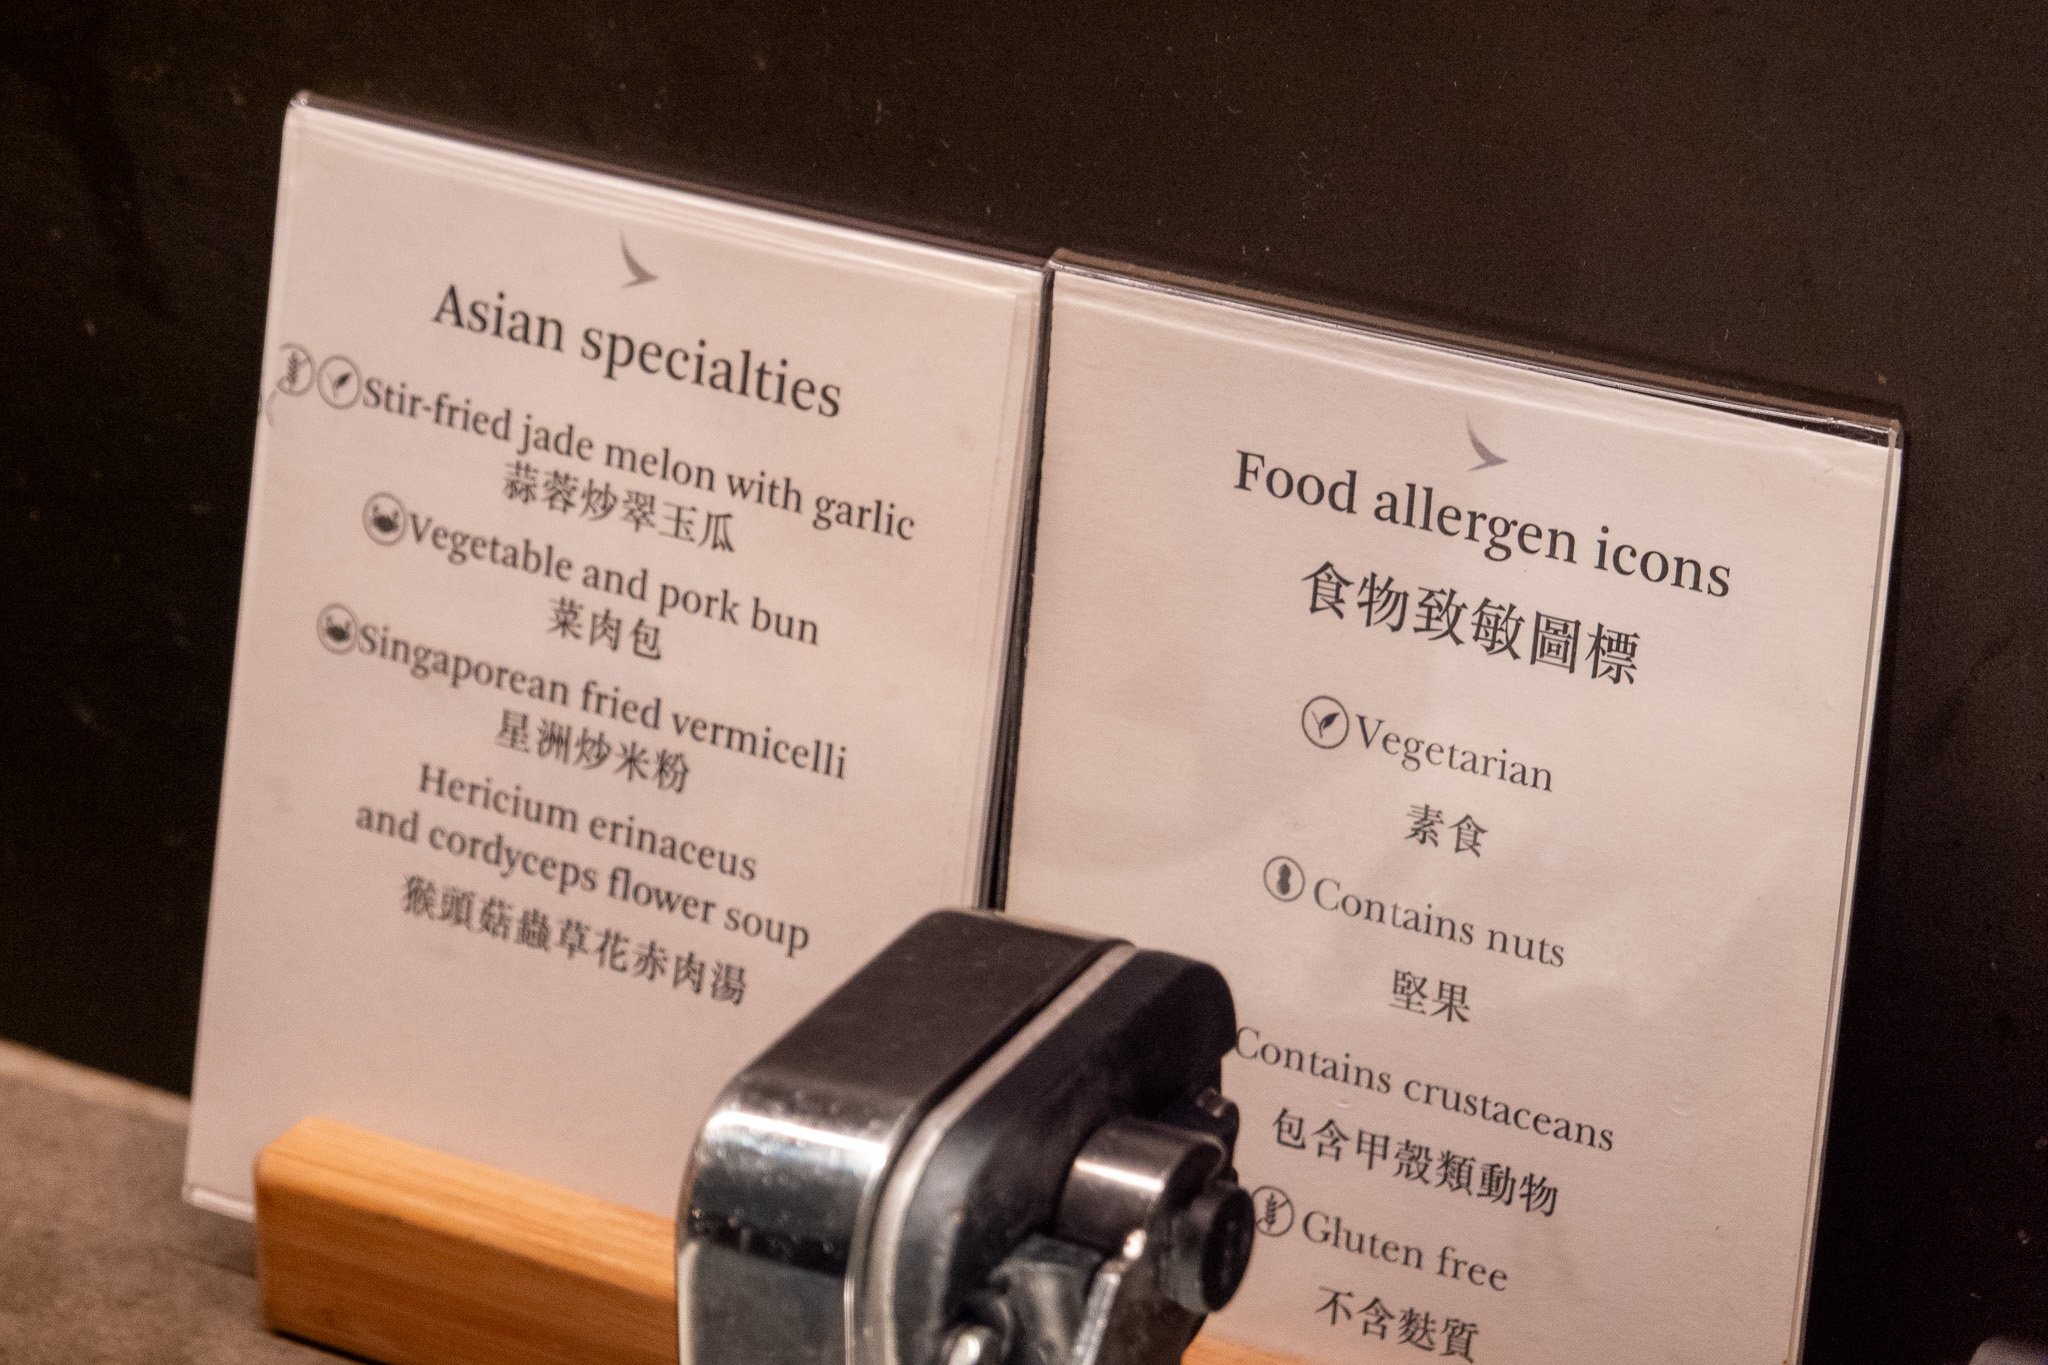 Asian specialties
Stir-fried jade melon with garlic
蒜蓉炒翠玉瓜
Vegetable and pork bun
菜肉包
Singaporean fried vermicelli
星洲炒米粉
Hericium erinaceus
and cordyceps flower soup
猴頭菇蟲草花赤肉湯
Food allergen icons
食物致敏圖標
Vegetarian
素食
Contains nuts
堅果
Contains crustaceans
包含甲殼類動物
Gluten free
不含麩質